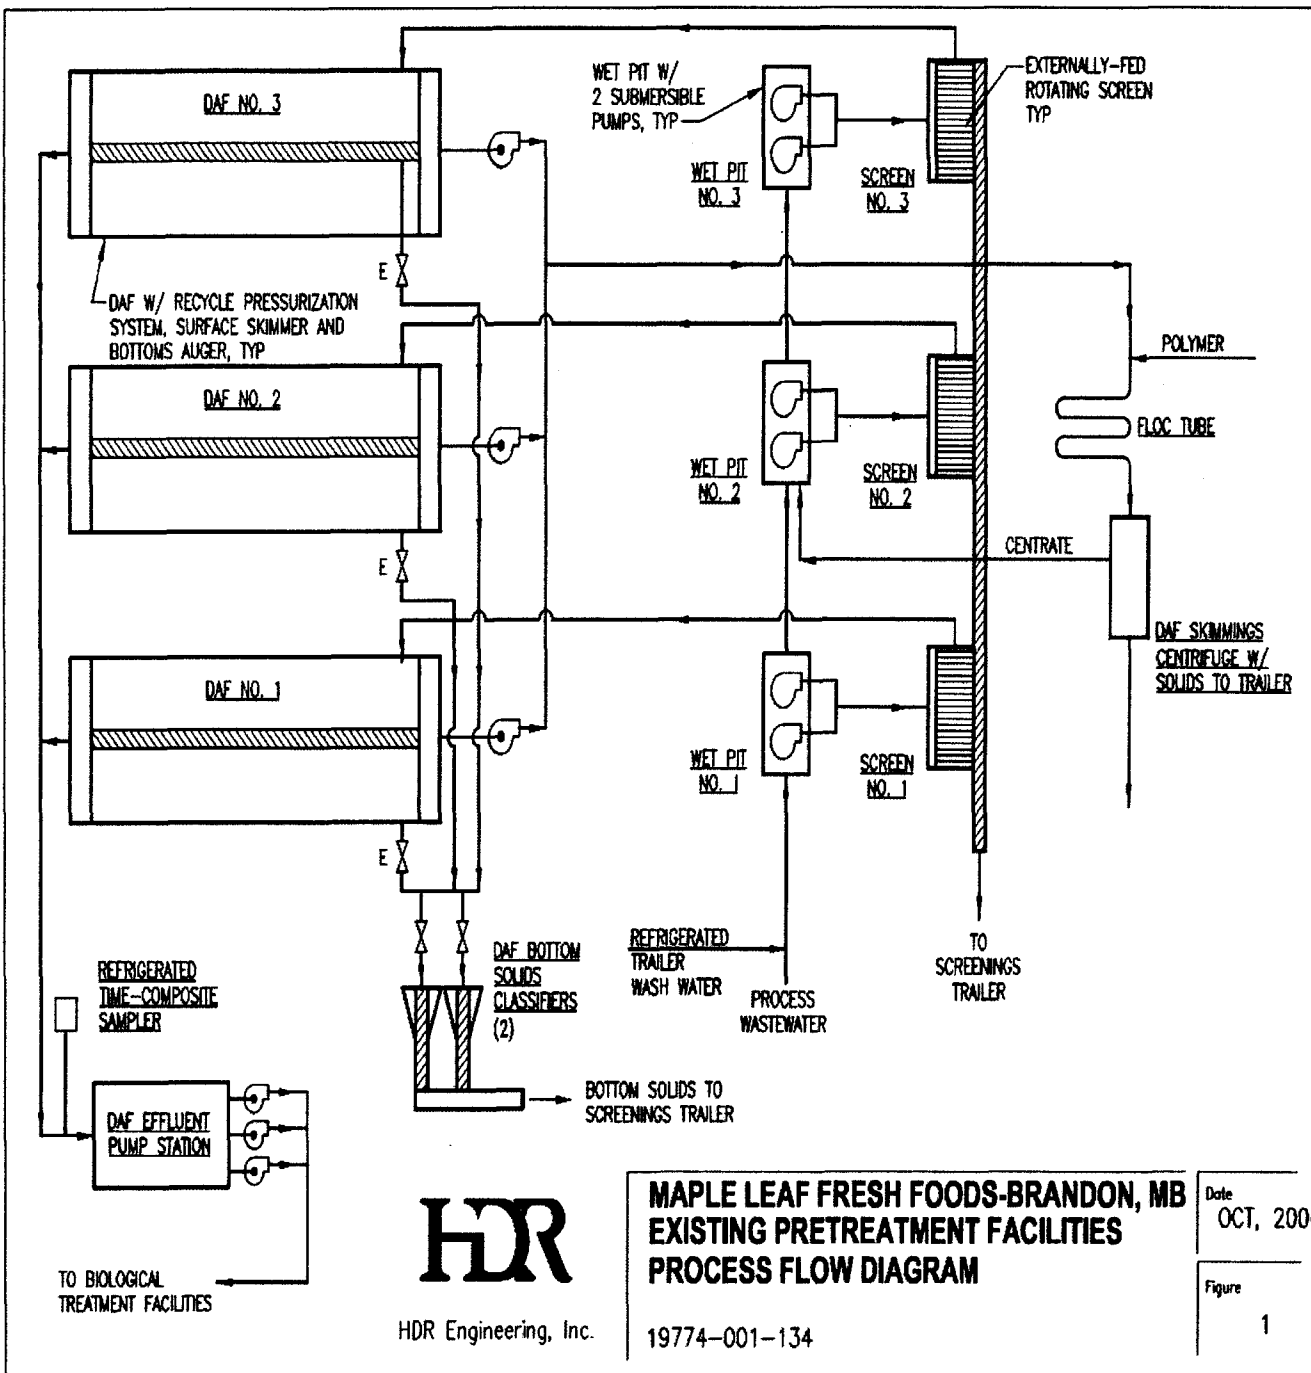 DAF NO. 3
WET PIT W/
2 SUBMERSIBLE
PUMPS, TYP
EXTERNALLY-FED
ROTATING SCREEN
TYP
WET PIT
NO. 3
SCREEN
NO. 3
E
DAF W/ RECYCLE PRESSURIZATION
SYSTEM, SURFACE SKIMMER AND
BOTTOMS AUGER, TYP
POLYMER
DAF NO. 2
FLOC TUBE
WET PIT
NO. 2
SCREEN
NO. 2
E
CENTRATE
DAF SKIMMINGS
CENTRIFUGE W/
SOLIDS TO TRAILER
DAF NO. 1
WET PIT
NO. 1
SCREEN
NO. 1
E
REFRIGERATED
TRAILER
WASH WATER
PROCESS
WASTEWATER
TO
SCREENINGS
TRAILER
DAF BOTTOM
SOLIDS
CLASSIFIERS
(2)
REFRIGERATED
TIME-COMPOSITE
SAMPLER
BOTTOM SOLIDS TO
SCREENINGS TRAILER
DAF EFFLUENT
PUMP STATION
TO BIOLOGICAL
TREATMENT FACILITIES
HDR
HDR Engineering, Inc.
MAPLE LEAF FRESH FOODS-BRANDON, MB
EXISTING PRETREATMENT FACILITIES
PROCESS FLOW DIAGRAM
19774-001-134
Date
OCT, 200
Figure
1